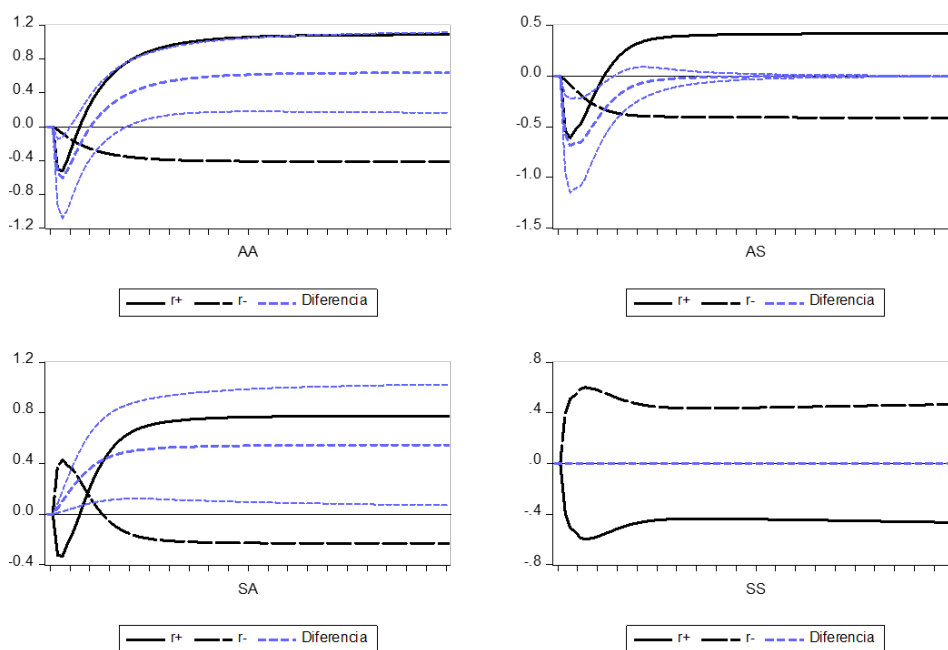 1.2
0.8
0.4
0.0
-0.4
-0.8
-1.2
AA
r+ r- Diferencia
0.5
0.0
-0.5
-1.0
-1.5
AS
r+ r- Diferencia
1.2
0.8
0.4
0.0
-0.4
SA
r+ r- Diferencia
.8
.4
.0
-.4
-.8
SS
r+ r- Diferencia